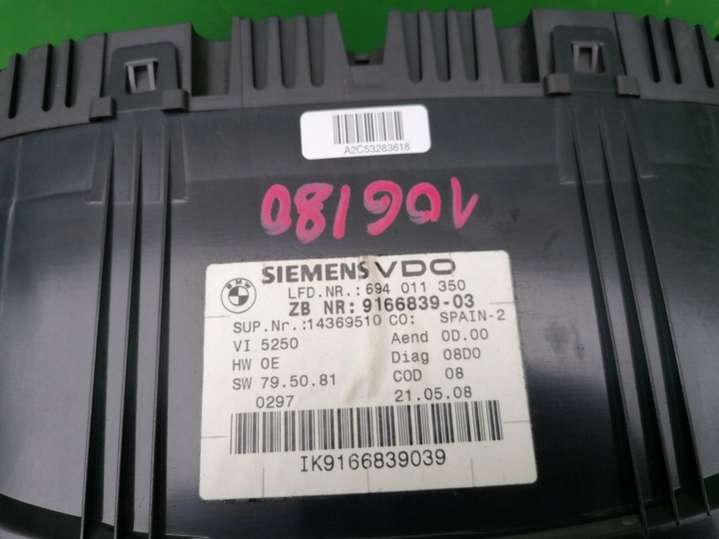 A2C53283618
106180
BMW
SIEMENS VDO
LFD.NR.:694 011 350
ZB NR:9166839-03
SUP.Nr.:14369510 CO: SPAIN-2
VI 5250 Aend 0D.00
HW 0E Diag 08D0
SW 79.50.81 COD 08
0297 21.05.08
IK9166839039